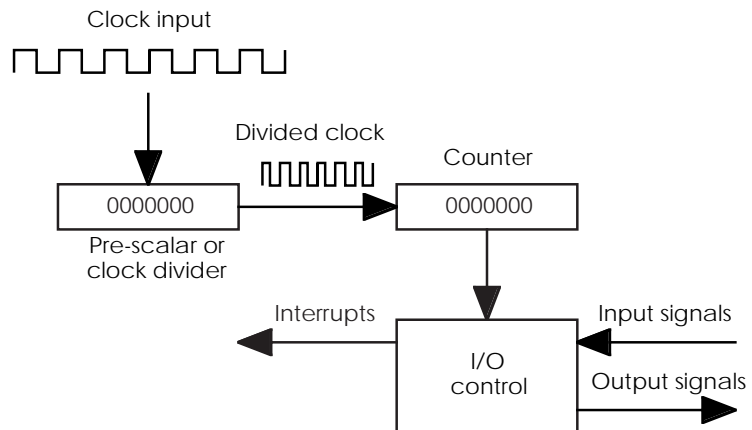 Clock input
Divided clock
Counter
0000000
0000000
Pre-scalar or
clock divider
Interrupts
Input signals
I/O
control
Output signals